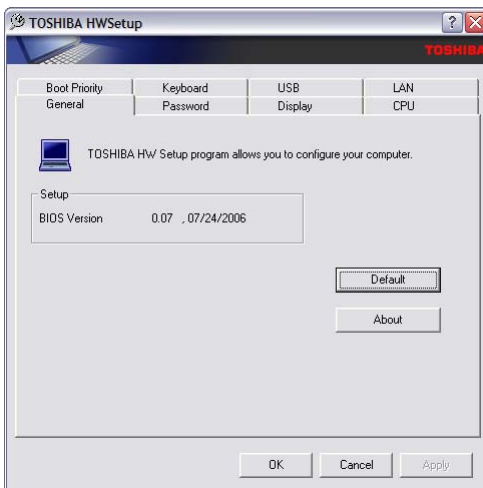 TOSHIBA HWSetup
TOSHIBA
Boot Priority Keyboard USB LAN
General Password Display CPU
TOSHIBA HW Setup program allows you to configure your computer.
Setup
BIOS Version 0.07 , 07/24/2006
Default
About
OK Cancel Apply